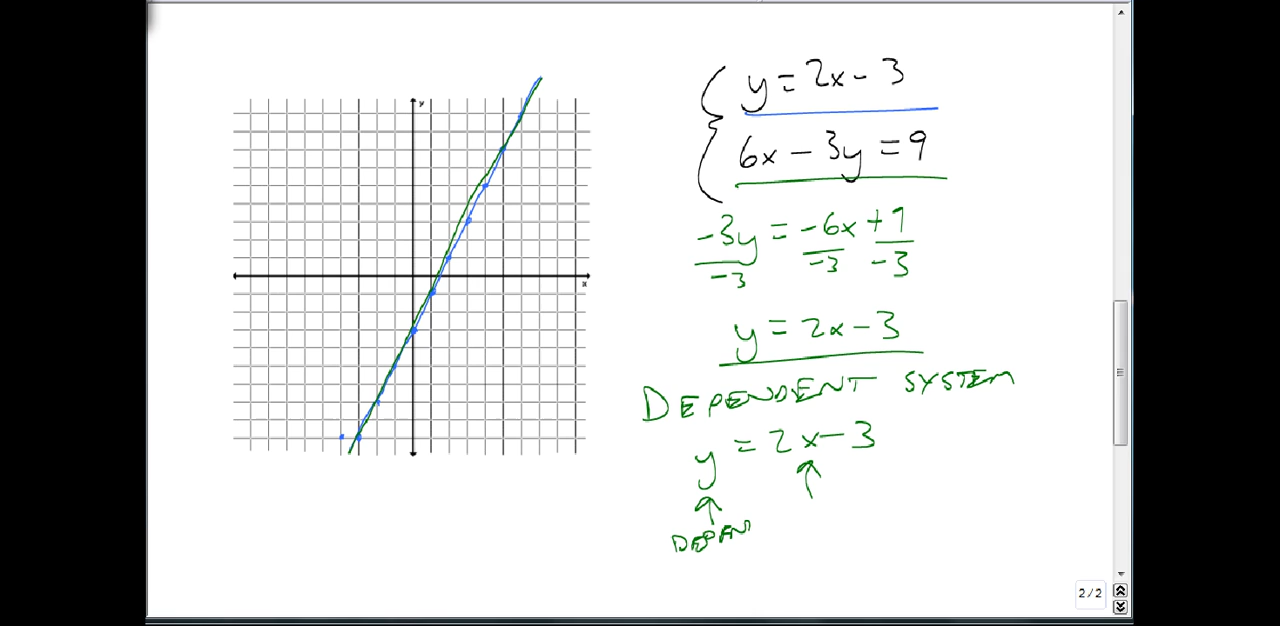 y
x
y = 2x - 3
6x - 3y = 9
-3y = -6x + 9
-3 -3 -3
y = 2x - 3
DEPENDENT SYSTEM
y = 2x - 3
DEPEN
2 / 2